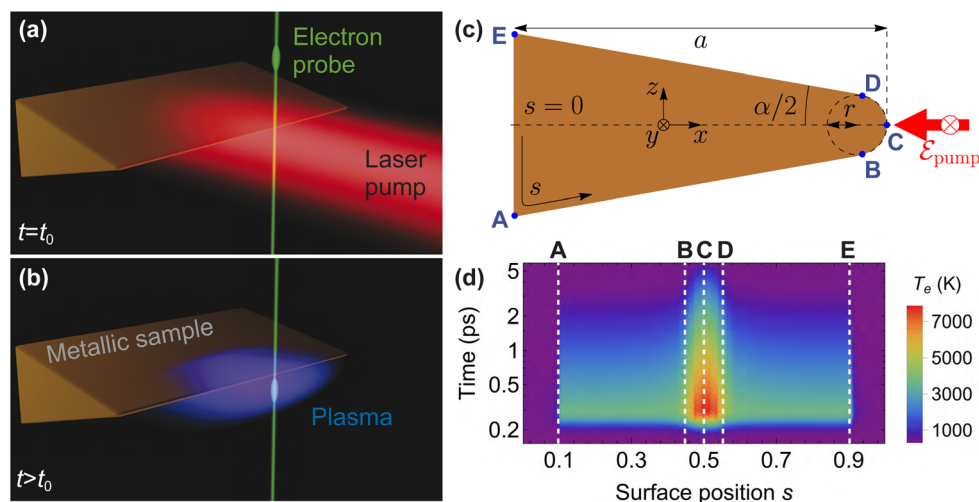 (a)
Electron
probe
Laser
pump
t=t₀
(b)
Metallic sample
Plasma
t>t₀
(c)
E
a
D
z
s = 0
α/2
r
y
x
C
ℰpump
B
s
A
(d)
A B C D E
Tₑ (K)
5
2
1
0.5
0.2
Time (ps)
7000
5000
3000
1000
0.1 0.3 0.5 0.7 0.9
Surface position s